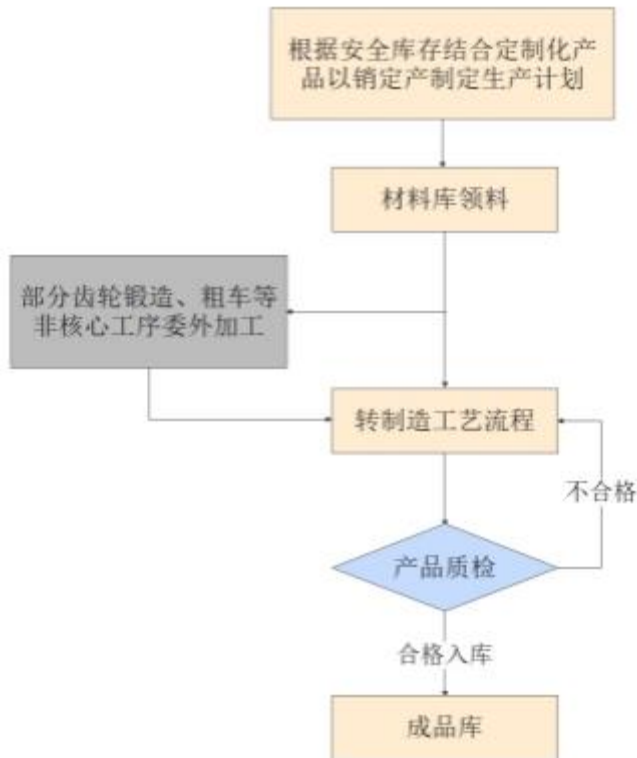 根据安全库存结合定制化产
品以销定产制定生产计划
材料库领料
部分齿轮锻造、粗车等
非核心工序委外加工
转制造工艺流程
不合格
产品质检
合格入库
成品库